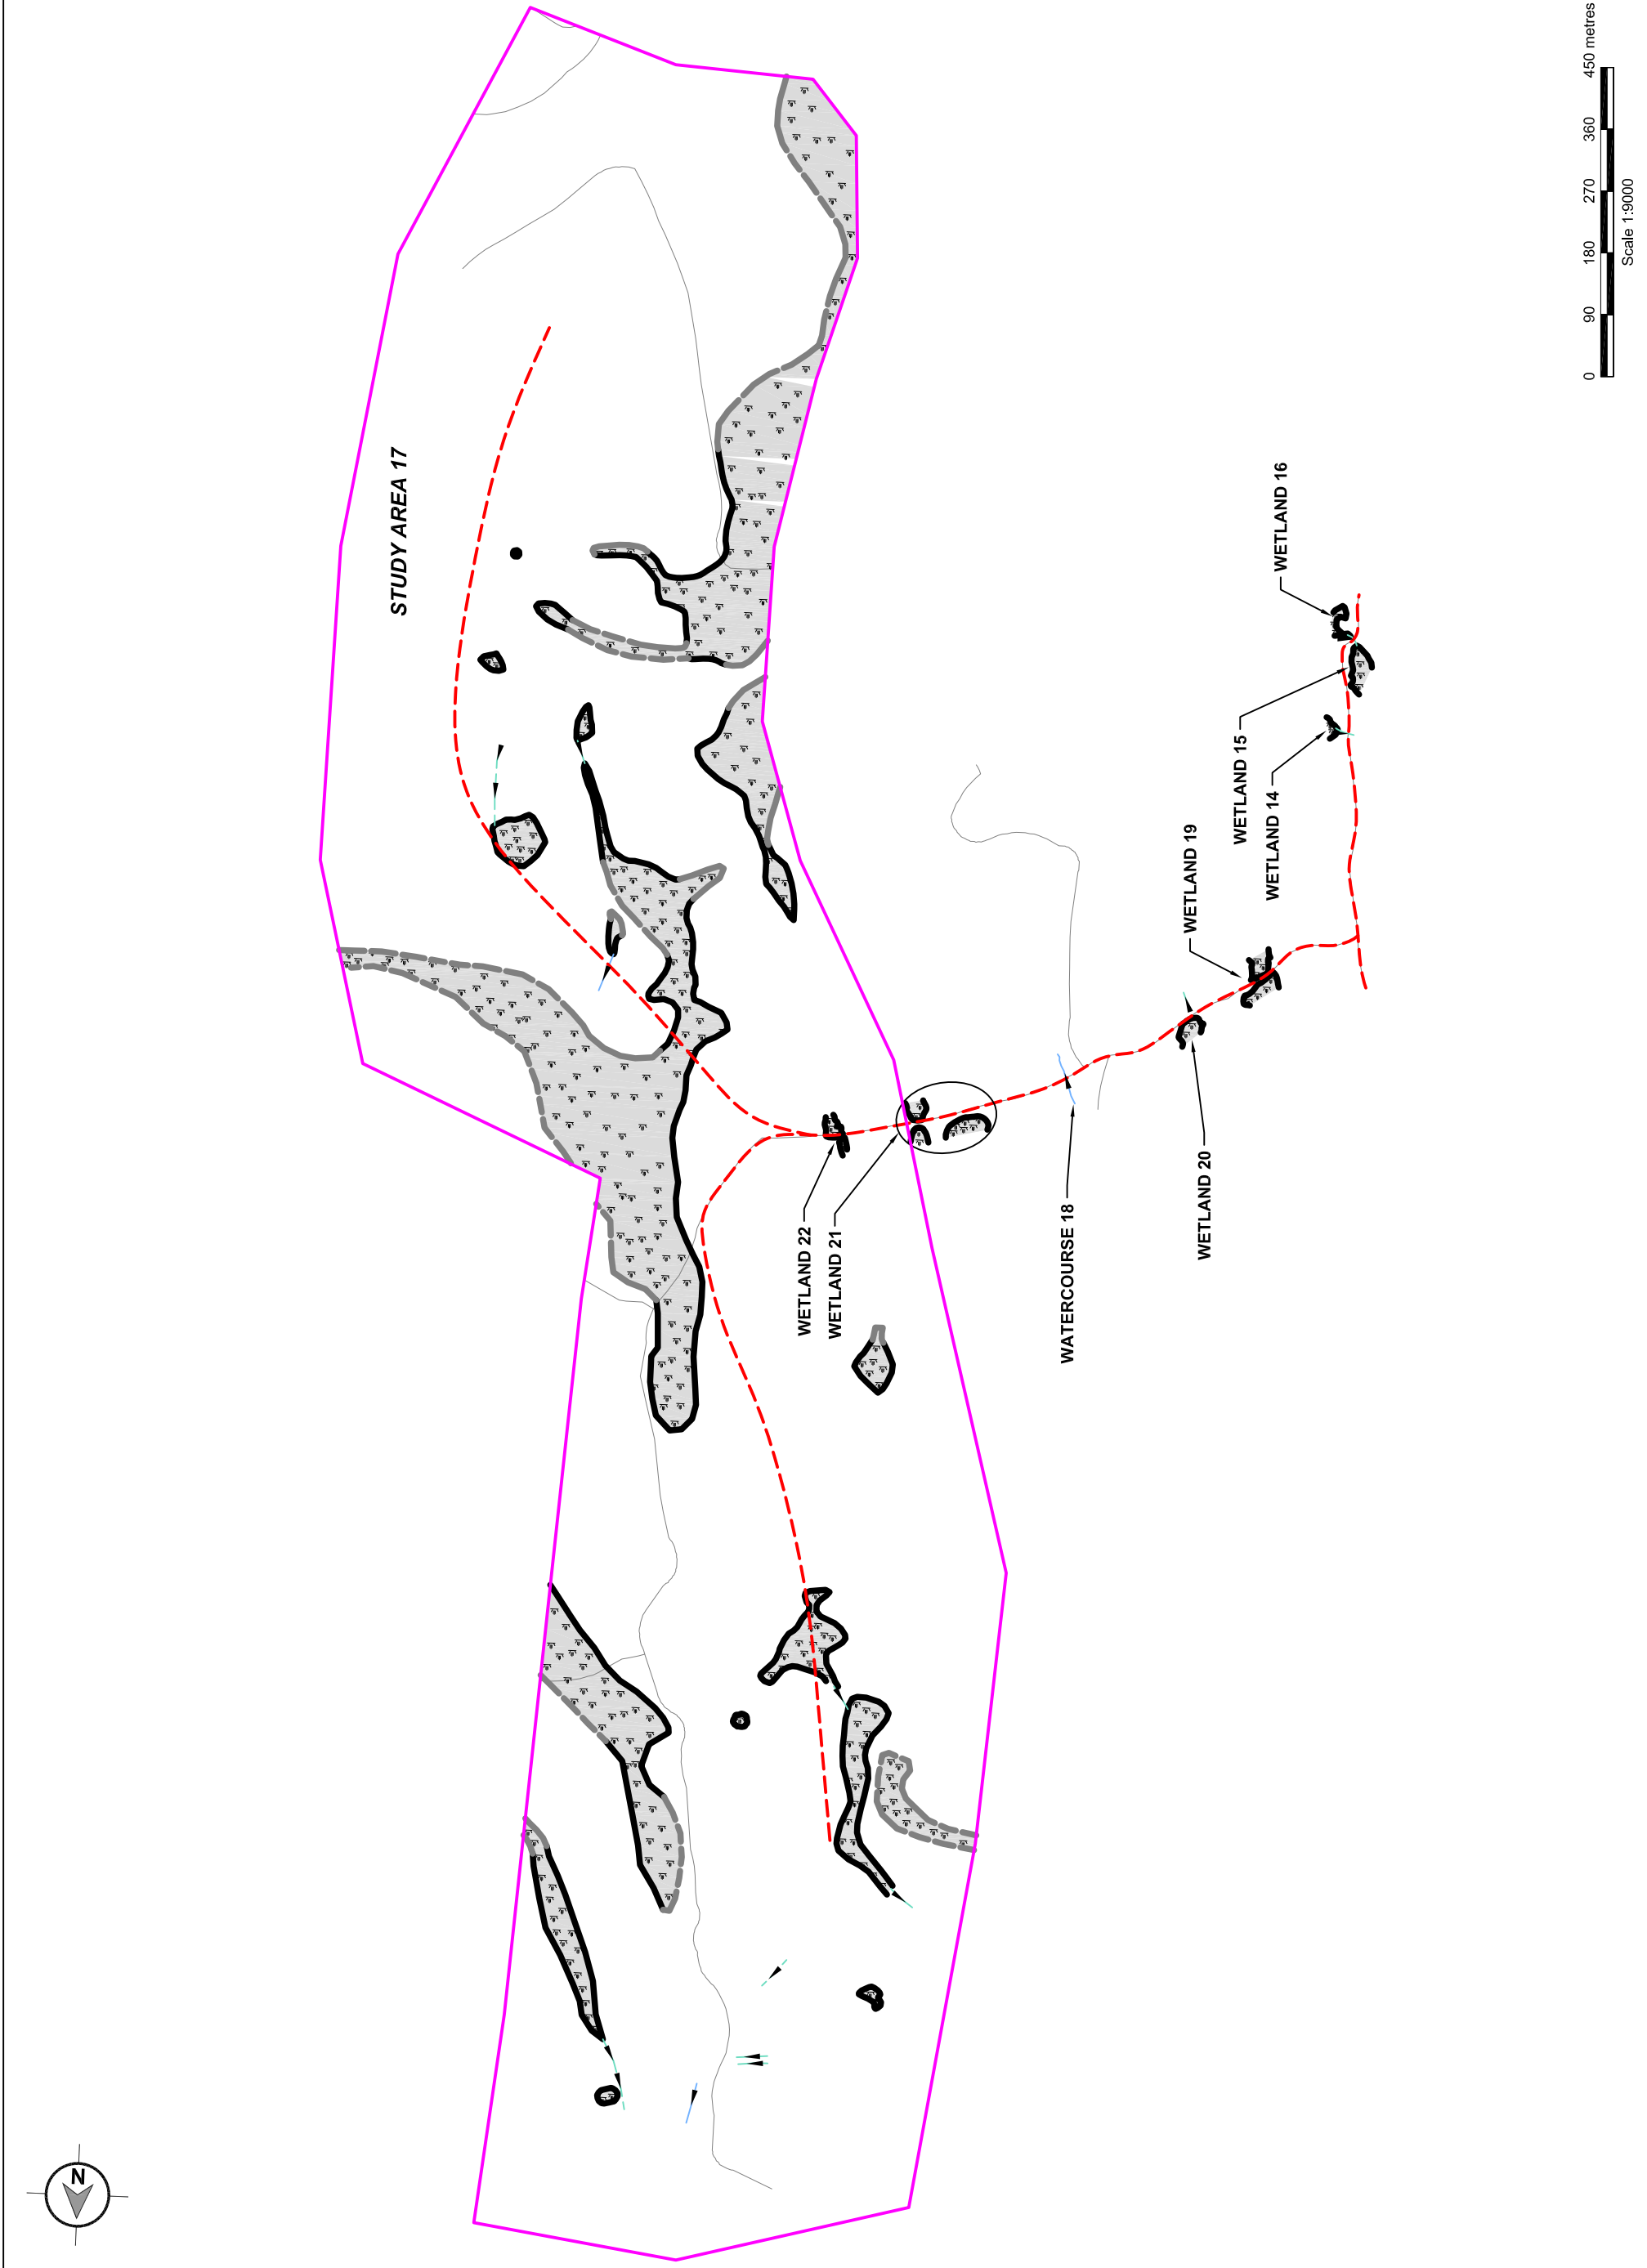 STUDY AREA 17
WETLAND 16
WETLAND 15
WETLAND 14
WETLAND 19
WETLAND 20
WATERCOURSE 18
WETLAND 22
WETLAND 21
0 90 180 270 360 450 metres
Scale 1:9000
N